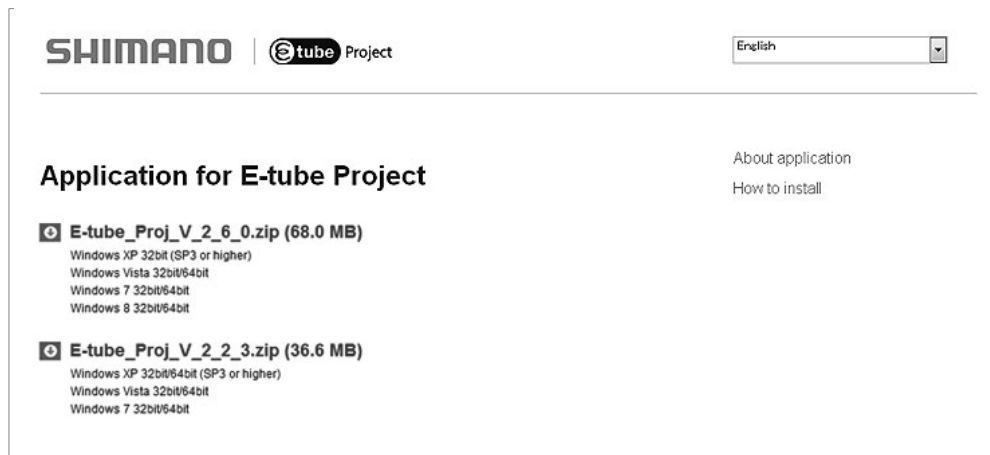 SHIMANO E tube Project
English
About application
How to install
Application for E-tube Project
E-tube_Proj_V_2_6_0.zip (68.0 MB)
Windows XP 32bit (SP3 or higher)
Windows Vista 32bit/64bit
Windows 7 32bit/64bit
Windows 8 32bit/64bit
E-tube_Proj_V_2_2_3.zip (36.6 MB)
Windows XP 32bit/64bit (SP3 or higher)
Windows Vista 32bit/64bit
Windows 7 32bit/64bit